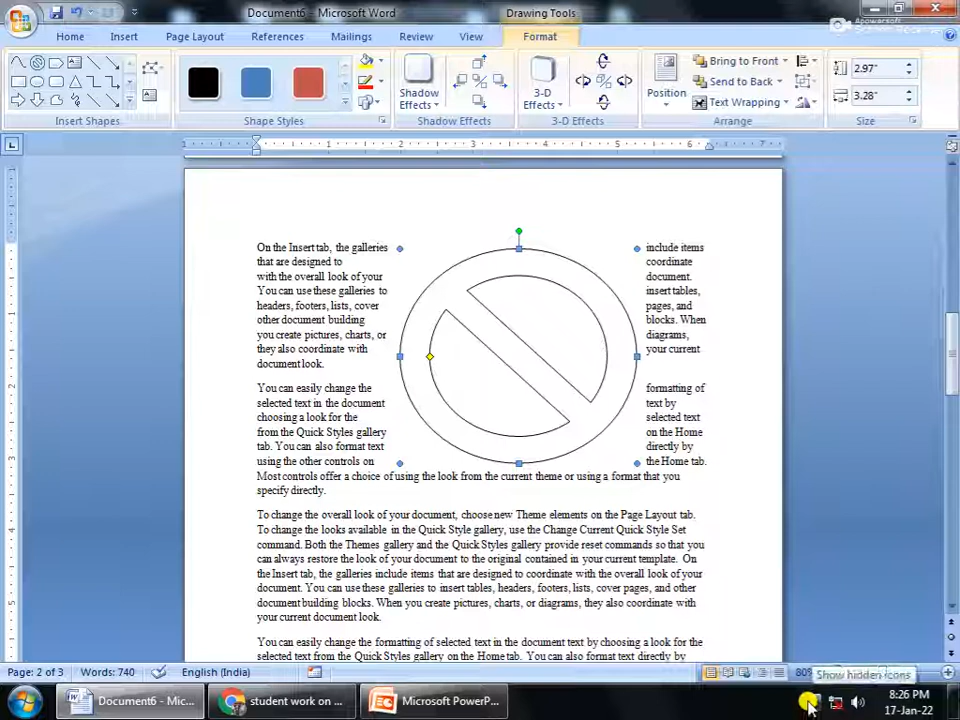 Document6 - Microsoft Word
Drawing Tools
Apowersoft
Home Insert Page Layout References Mailings Review View Format
Shadow Effects
3-D Effects
Position
Bring to Front
Send to Back
Text Wrapping
2.97"
3.28"
Insert Shapes
Shape Styles
Shadow Effects
3-D Effects
Arrange
Size
1 1 2 3 4 5 6 7
On the Insert tab, the galleries include items
that are designed to coordinate
with the overall look of your document.
You can use these galleries to insert tables,
headers, footers, lists, cover pages, and
other document building blocks. When
you create pictures, charts, or diagrams,
they also coordinate with your current
document look.
You can easily change the formatting of
selected text in the document text by
choosing a look for the selected text
from the Quick Styles gallery on the Home
tab. You can also format text directly by
using the other controls on the Home tab.
Most controls offer a choice of using the look from the current theme or using a format that you
specify directly.
To change the overall look of your document, choose new Theme elements on the Page Layout tab.
To change the looks available in the Quick Style gallery, use the Change Current Quick Style Set
command. Both the Themes gallery and the Quick Styles gallery provide reset commands so that you
can always restore the look of your document to the original contained in your current template. On
the Insert tab, the galleries include items that are designed to coordinate with the overall look of your
document. You can use these galleries to insert tables, headers, footers, lists, cover pages, and other
document building blocks. When you create pictures, charts, or diagrams, they also coordinate with
your current document look.
You can easily change the formatting of selected text in the document text by choosing a look for the
selected text from the Quick Styles gallery on the Home tab. You can also format text directly by
Page: 2 of 3 Words: 740 English (India) 80%
Show hidden icons
Document6 - Mic...
student work on ...
Microsoft PowerP...
8:26 PM
17-Jan-22